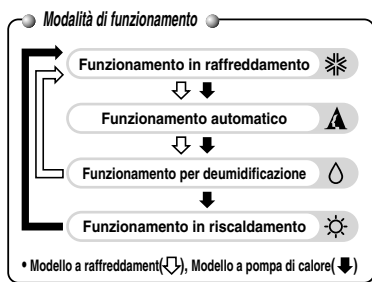 Modalità di funzionamento
Funzionamento in raffreddamento
Funzionamento automatico
Funzionamento per deumidificazione
Funzionamento in riscaldamento
• Modello a raffreddament(⇩), Modello a pompa di calore(⬇)